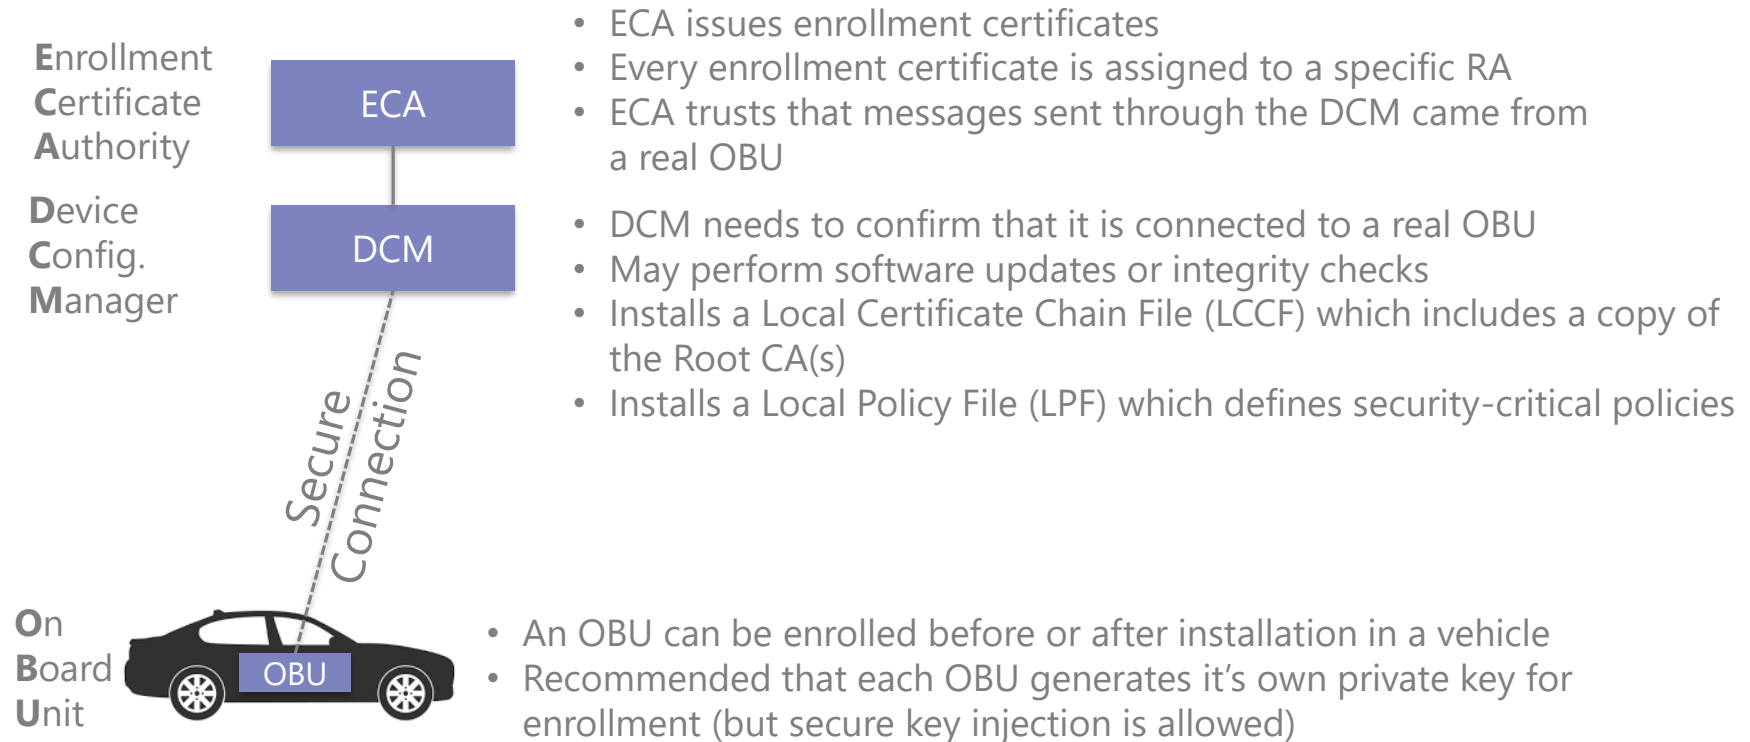 Enrollment
Certificate
Authority
ECA
• ECA issues enrollment certificates
• Every enrollment certificate is assigned to a specific RA
• ECA trusts that messages sent through the DCM came from
a real OBU
Device
Config.
Manager
DCM
• DCM needs to confirm that it is connected to a real OBU
• May perform software updates or integrity checks
• Installs a Local Certificate Chain File (LCCF) which includes a copy of
the Root CA(s)
• Installs a Local Policy File (LPF) which defines security-critical policies
Secure
Connection
On
Board
Unit
OBU
• An OBU can be enrolled before or after installation in a vehicle
• Recommended that each OBU generates it’s own private key for
enrollment (but secure key injection is allowed)